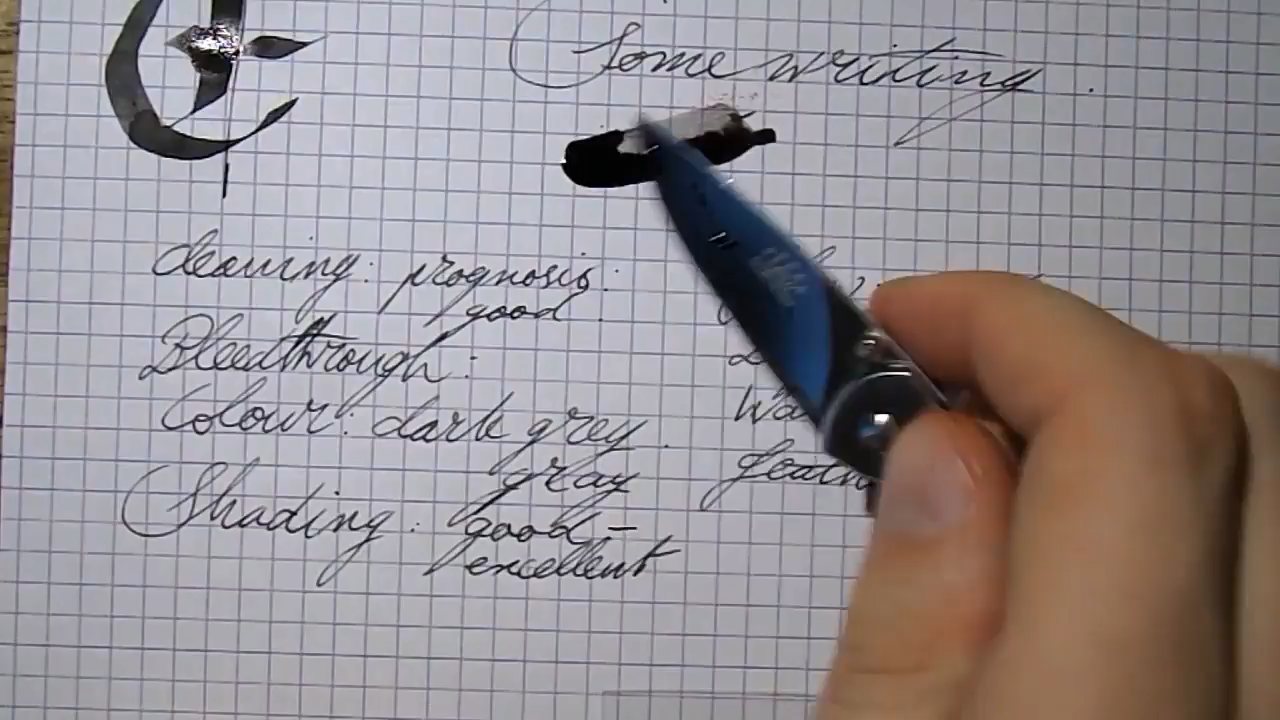 Some writing.
Cleaning: prognosis:
good.
Bleedthrough:
Colour: dark grey.
gray
Shading: good -
excellent